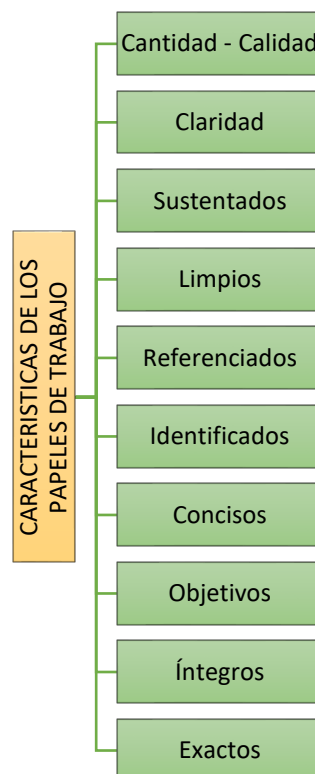 CARACTERISTICAS DE LOS
PAPELES DE TRABAJO
Cantidad - Calidad
Claridad
Sustentados
Limpios
Referenciados
Identificados
Concisos
Objetivos
Íntegros
Exactos